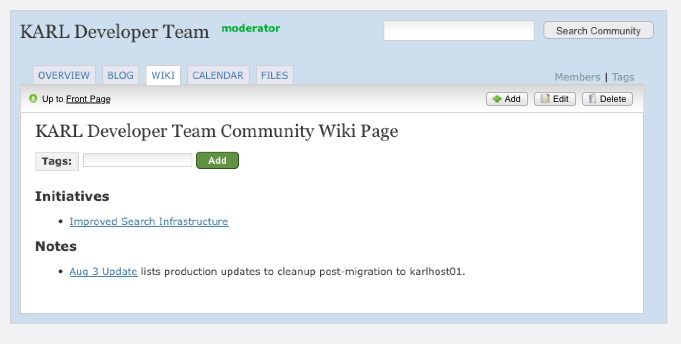 KARL Developer Team moderator
Search Community
OVERVIEW BLOG WIKI CALENDAR FILES
Members | Tags
Up to Front Page
Add Edit Delete
KARL Developer Team Community Wiki Page
Tags: Add
Initiatives
• Improved Search Infrastructure
Notes
• Aug 3 Update lists production updates to cleanup post-migration to karlhost01.